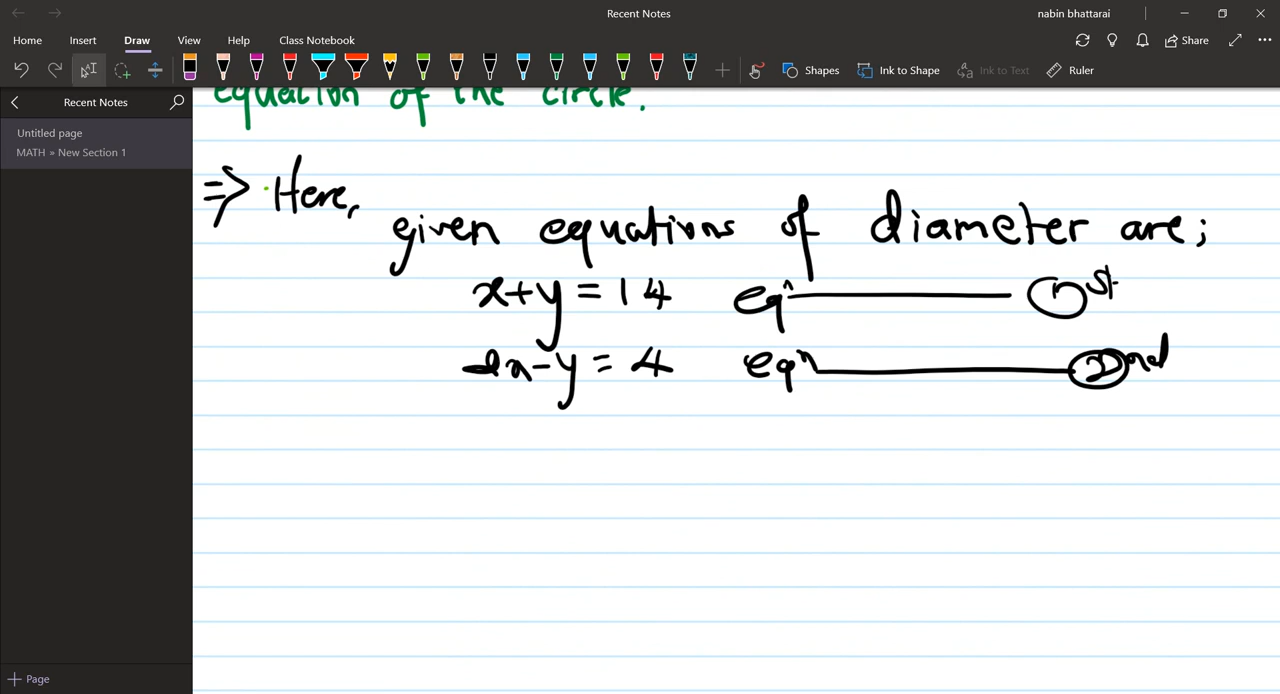 Recent Notes
nabin bhattarai
Home Insert Draw View Help Class Notebook
Share
Shapes Ink to Shape Ink to Text Ruler
Recent Notes
Untitled page
MATH » New Section 1
equation of the circle.
⇒ Here,
given equations of diameter are;
x+y = 14 eqⁿ 1st
2x-y = 4 eqⁿ 2nd
+ Page